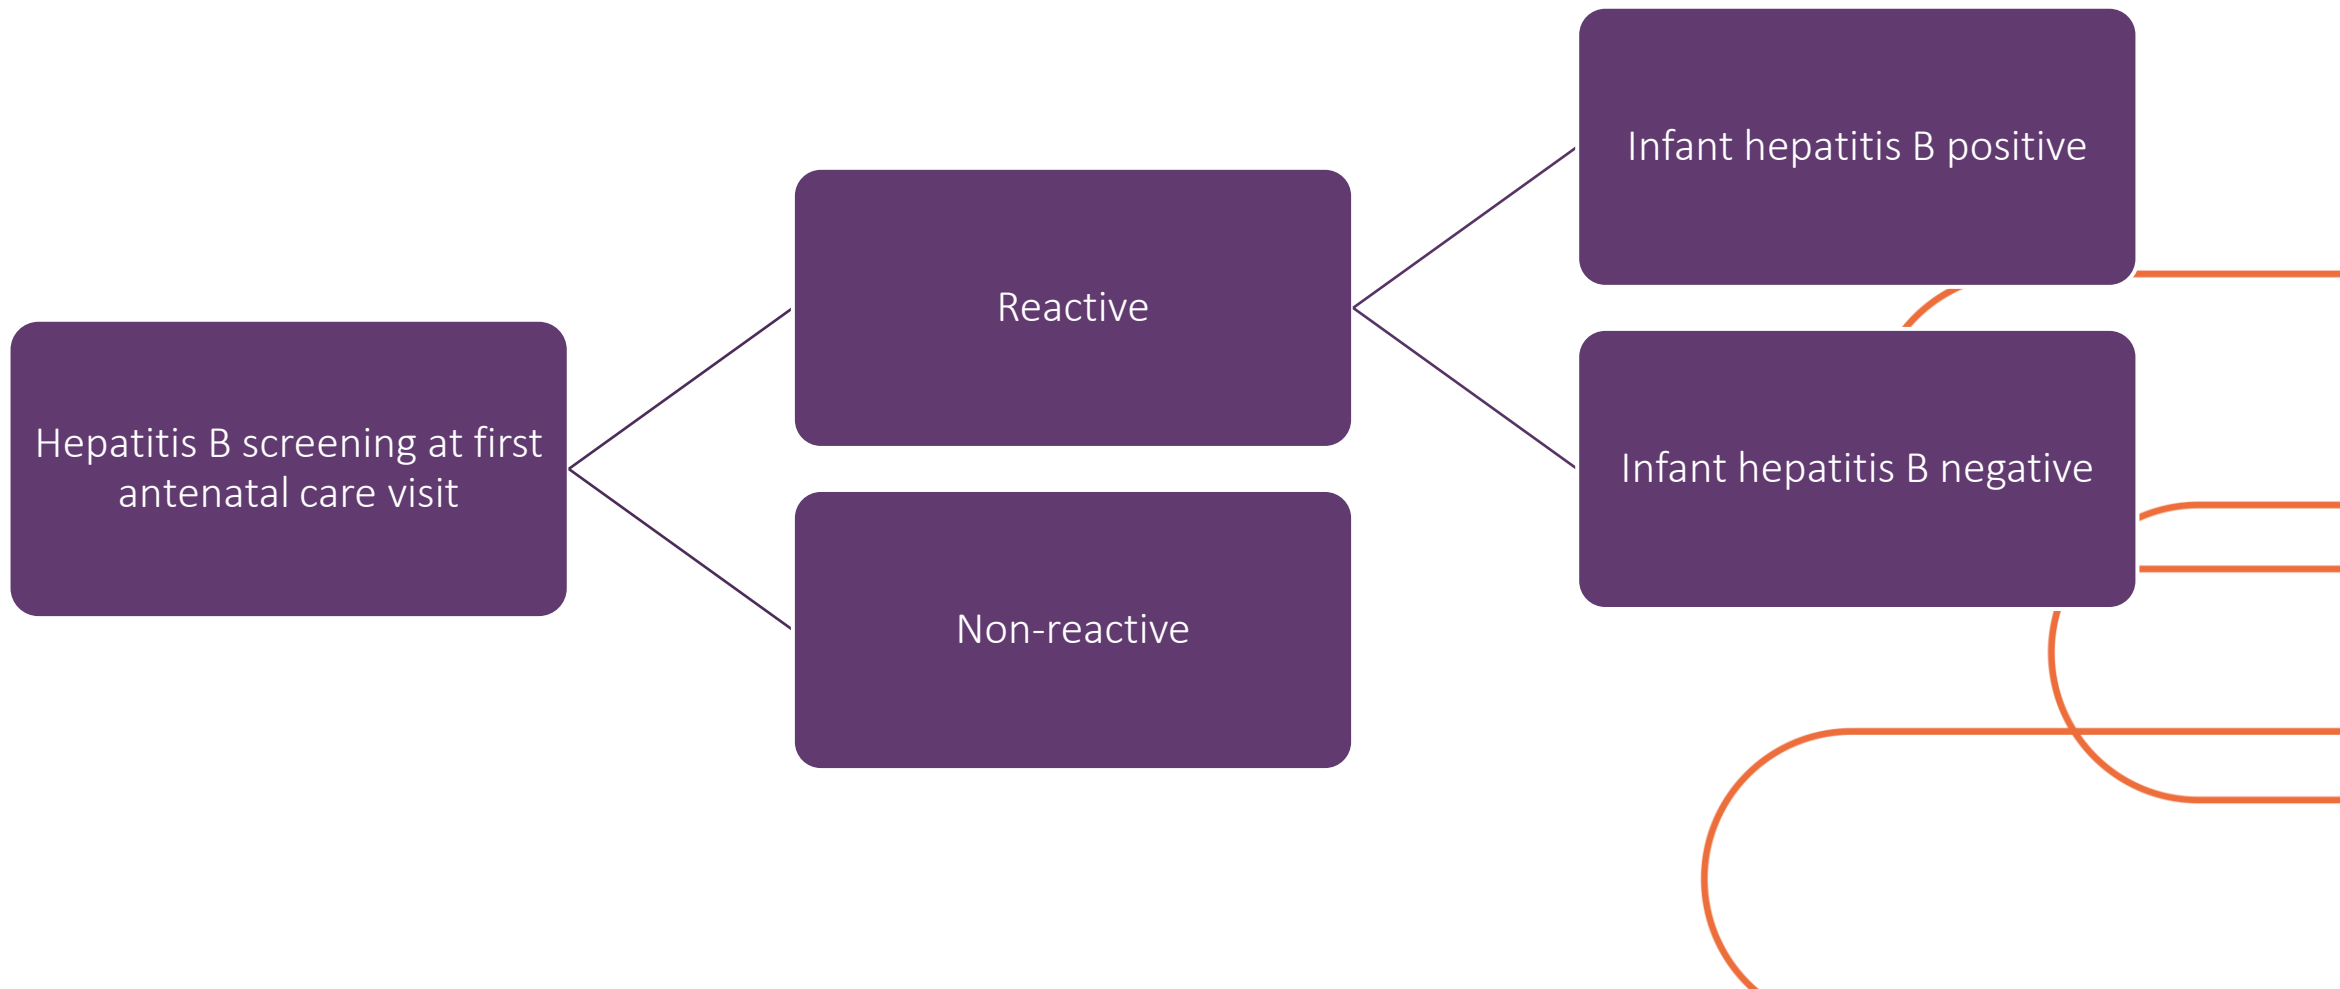 Hepatitis B screening at first
antenatal care visit
Reactive
Non-reactive
Infant hepatitis B positive
Infant hepatitis B negative